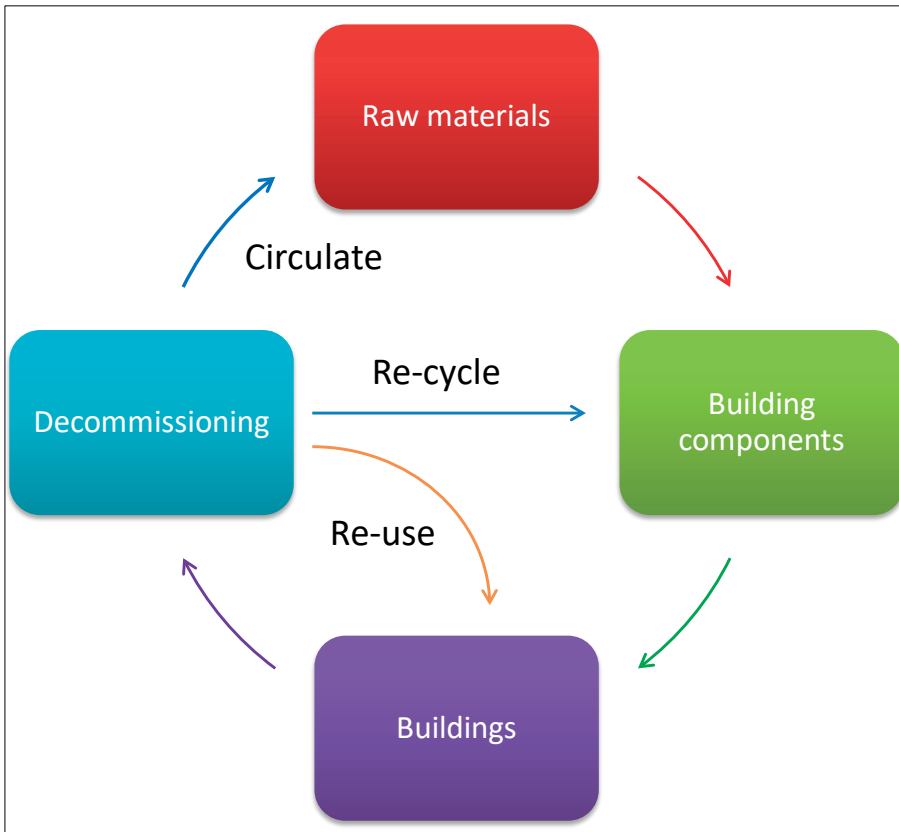 Raw materials
Circulate
Re-cycle
Decommissioning
Building
components
Re-use
Buildings